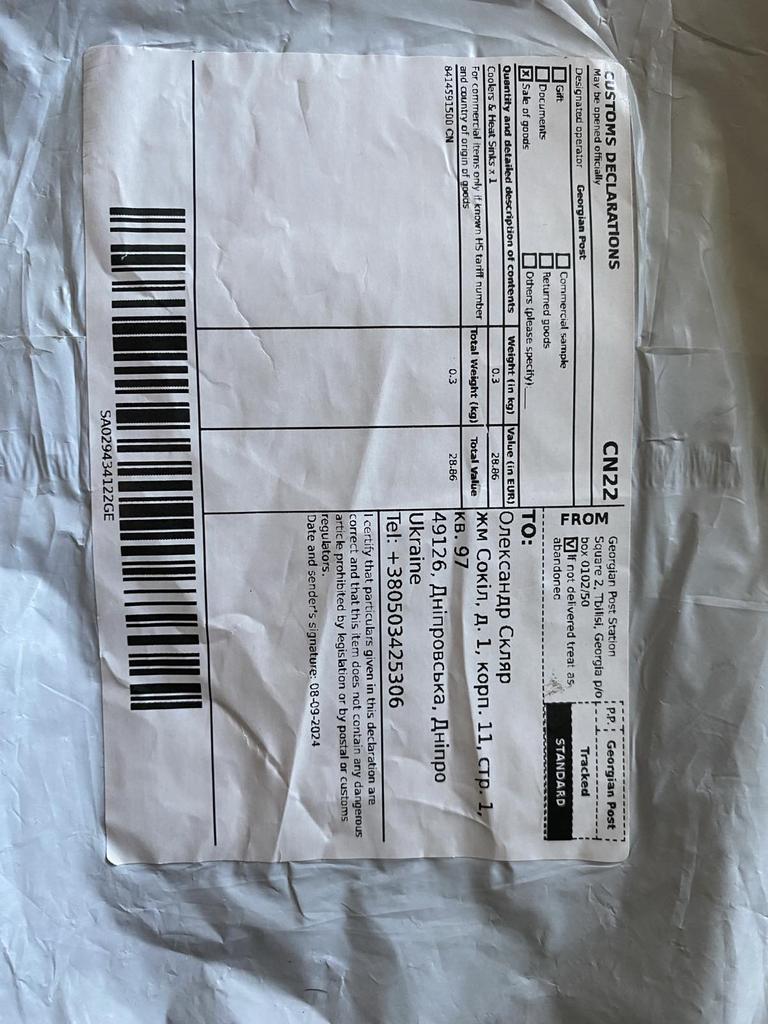 CUSTOMS DECLARATIONS CN22
May be opened officially
Designated operator Georgian Post
Gift Commercial sample
Documents Returned goods
X Sale of goods Others (please specify)___
Quantity and detailed description of contents Weight (in kg) Value (in EUR)
Coolers & Heat Sinks x 1 0.3 28.86
For commercial items only if known HS tariff number and country of origin of goods Total Weight (kg) Total Value
8414591500 CN 0.3 28.86
FROM
Georgian Post Station
Square 2, Tbilisi, Georgia p/o
box 0102/50
V If not delivered treat as
abandoned
P.P. Georgian Post
Tracked
STANDARD
TO:
Олександр Скляр
жм Сокіл, д. 1, корп. 11, стр. 1,
кв. 97
49126, Дніпровська, Дніпро
Ukraine
Tel: +380503425306
I certify that particulars given in this declaration are
correct and that this item does not contain any dangerous
article prohibited by legislation or by postal or customs
regulators.
Date and sender's signature: 08-09-2024
SA029434122GE